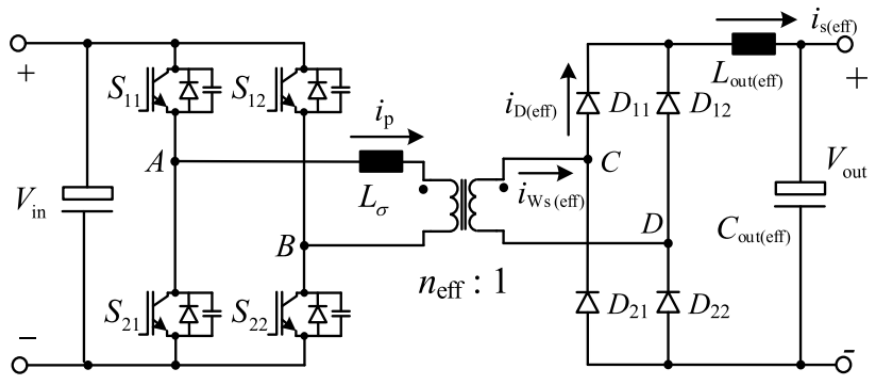 i_s(eff)
+
S_11
S_12
i_p
i_D(eff)
D_11
D_12
L_out(eff)
+
A
C
V_in
L_σ
i_Ws (eff)
V_out
B
D
C_out(eff)
n_eff : 1
S_21
S_22
D_21
D_22
−
-